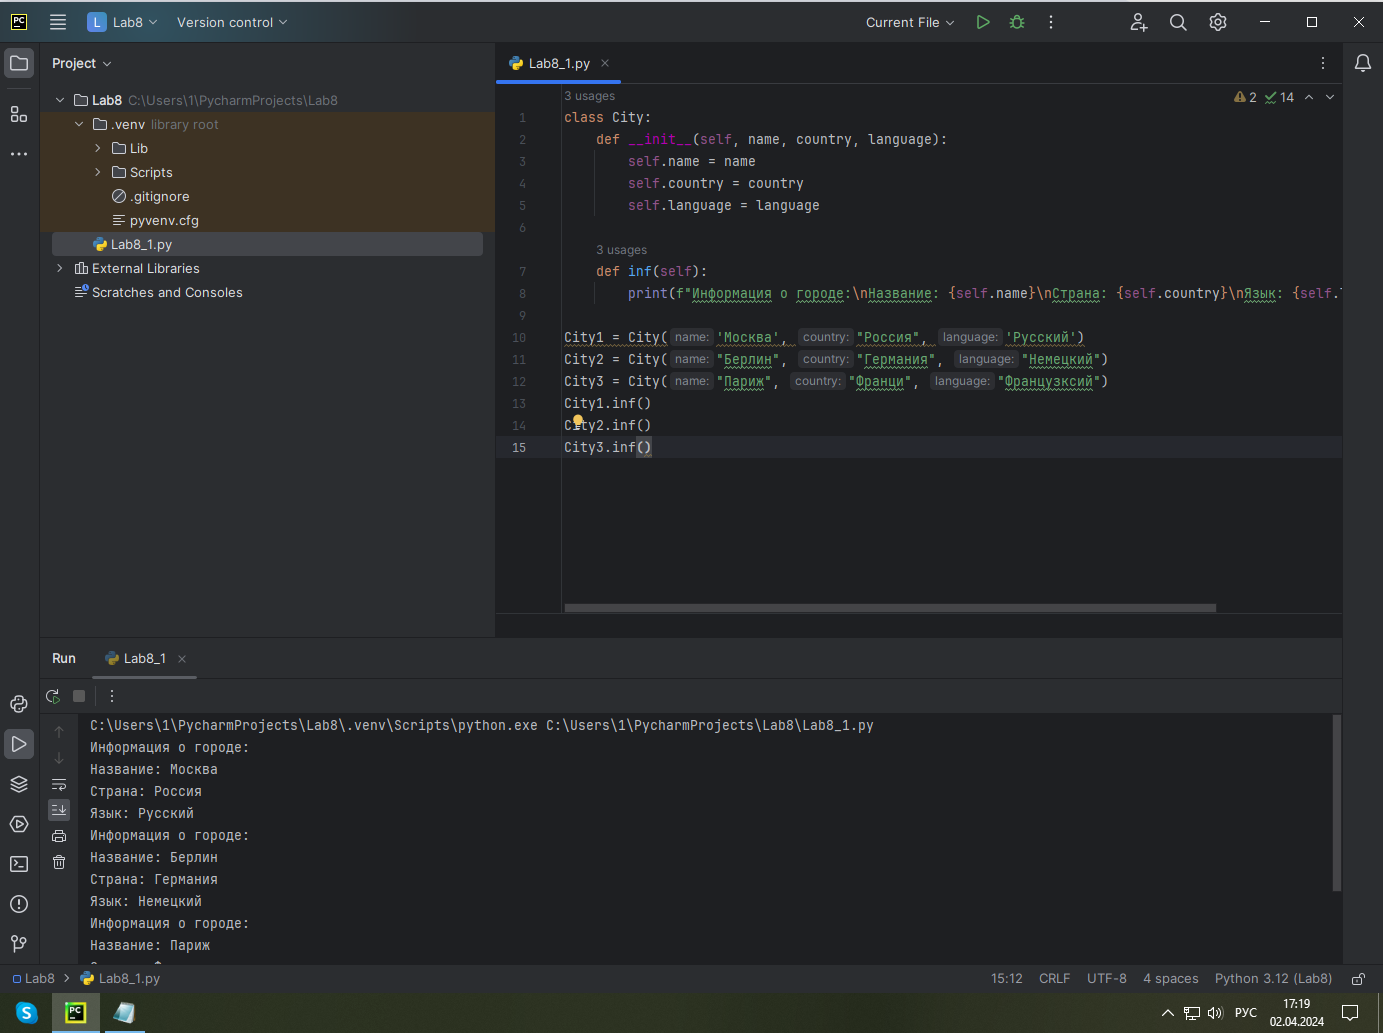 PC L Lab8 Version control Current File
Project
Lab8 C:\Users\1\PycharmProjects\Lab8
.venv library root
Lib
Scripts
.gitignore
pyvenv.cfg
Lab8_1.py
External Libraries
Scratches and Consoles
Lab8_1.py
2 14
3 usages
1 class City:
2 def __init__(self, name, country, language):
3 self.name = name
4 self.country = country
5 self.language = language
6
3 usages
7 def inf(self):
8 print(f"Информация о городе:\nНазвание: {self.name}\nСтрана: {self.country}\nЯзык: {self.
9
10 City1 = City( name: 'Москва', country: "Россия", language: 'Русский')
11 City2 = City( name: "Берлин", country: "Германия", language: "Немецкий")
12 City3 = City( name: "Париж", country: "Франци", language: "Французксий")
13 City1.inf()
14 City2.inf()
15 City3.inf()
Run Lab8_1
C:\Users\1\PycharmProjects\Lab8\.venv\Scripts\python.exe C:\Users\1\PycharmProjects\Lab8\Lab8_1.py
Информация о городе:
Название: Москва
Страна: Россия
Язык: Русский
Информация о городе:
Название: Берлин
Страна: Германия
Язык: Немецкий
Информация о городе:
Название: Париж
Lab8 Lab8_1.py 15:12 CRLF UTF-8 4 spaces Python 3.12 (Lab8)
S PC РУС 17:19
02.04.2024